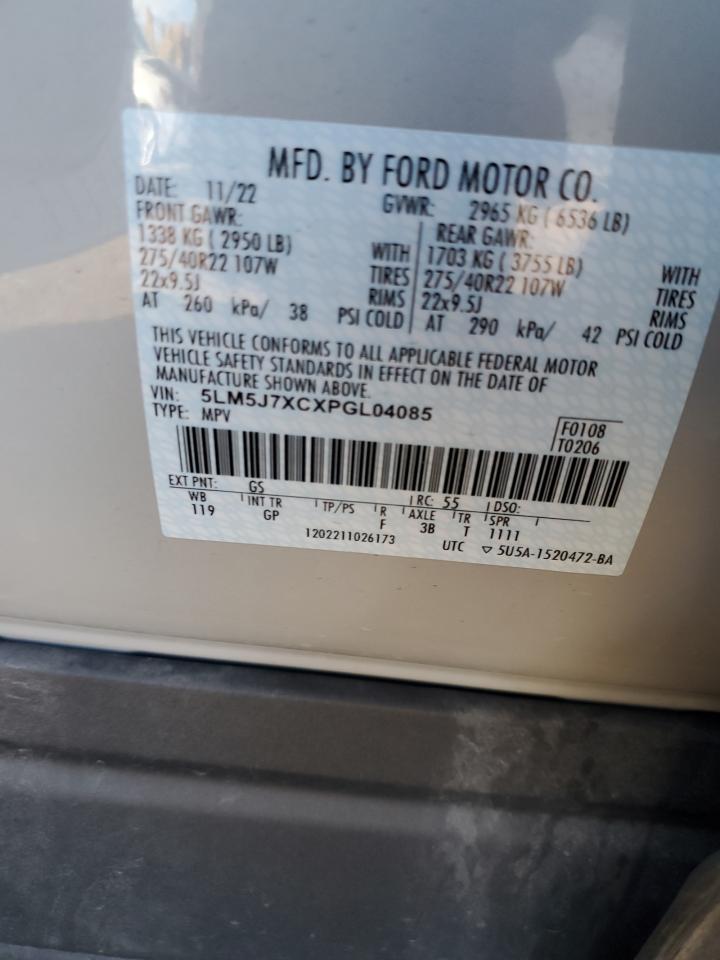 MFD. BY FORD MOTOR CO.
DATE: 11/22 GVWR: 2965 KG ( 6536 LB)
FRONT GAWR: REAR GAWR:
1338 KG ( 2950 LB) WITH 1703 KG ( 3755 LB) WITH
275/40R22 107W TIRES 275/40R22 107W TIRES
22x9.5J RIMS 22x9.5J RIMS
AT 260 kPa/ 38 PSI COLD AT 290 kPa/ 42 PSI COLD
THIS VEHICLE CONFORMS TO ALL APPLICABLE FEDERAL MOTOR
VEHICLE SAFETY STANDARDS IN EFFECT ON THE DATE OF
MANUFACTURE SHOWN ABOVE.
VIN: 5LM5J7XCXPGL04085
TYPE: MPV F0108
T0206
EXT PNT: GS RC: 55 DSO:
WB INT TR TP/PS R AXLE TR SPR
119 GP F 3B T 1111
1202211026173 UTC ▽ 5U5A-1520472-BA